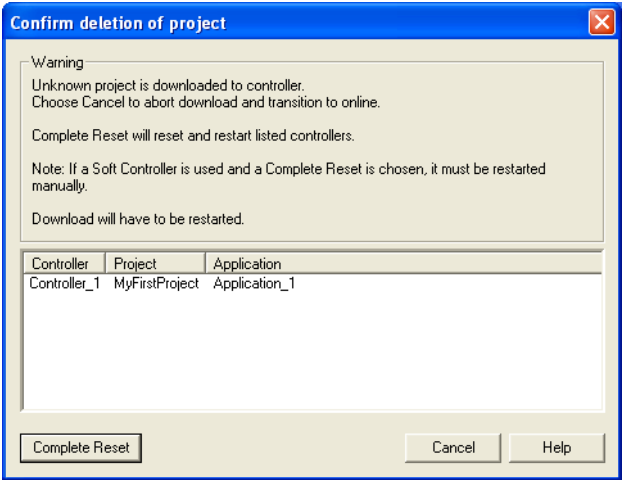 Confirm deletion of project
Warning
Unknown project is downloaded to controller.
Choose Cancel to abort download and transition to online.
Complete Reset will reset and restart listed controllers.
Note: If a Soft Controller is used and a Complete Reset is chosen, it must be restarted
manually.
Download will have to be restarted.
Controller Project Application
Controller_1 MyFirstProject Application_1
Complete Reset Cancel Help